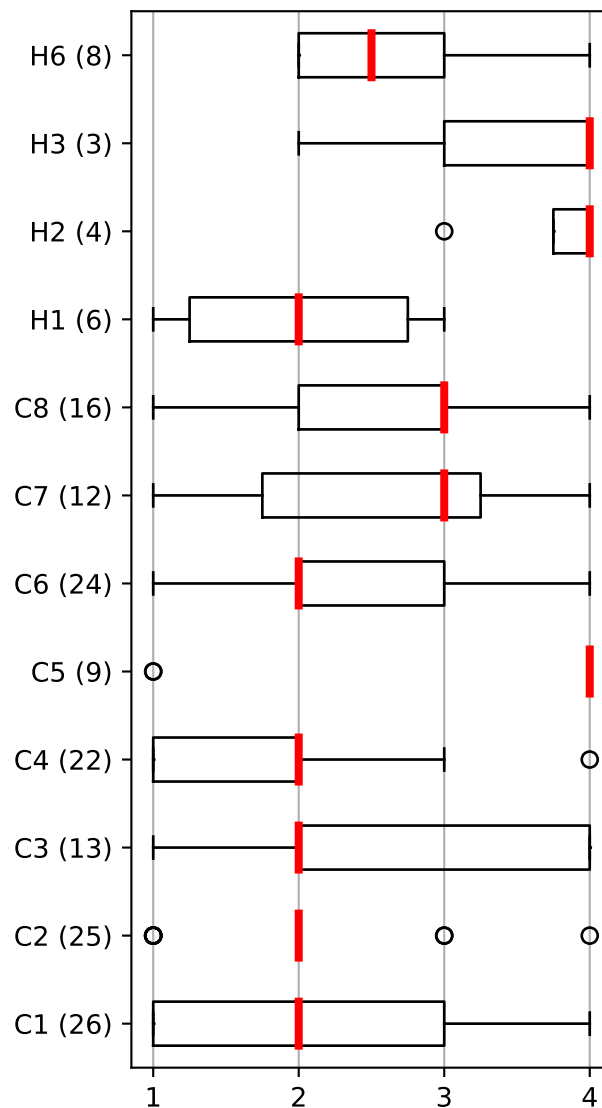 H6 (8)
H3 (3)
H2 (4)
H1 (6)
C8 (16)
C7 (12)
C6 (24)
C5 (9)
C4 (22)
C3 (13)
C2 (25)
C1 (26)
1 2 3 4